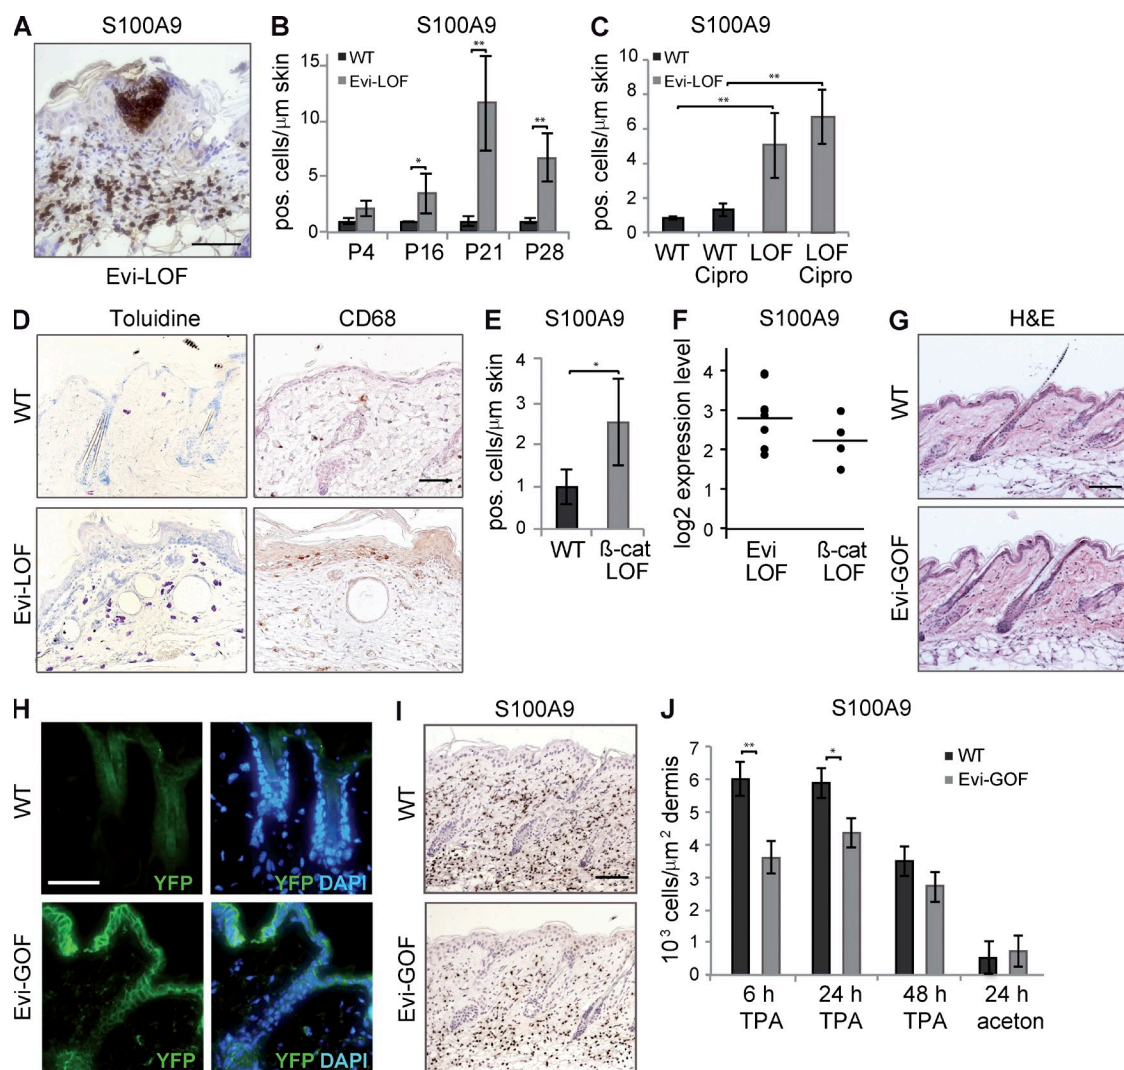 A
S100A9
Evi-LOF
B
S100A9
WT
Evi-LOF
pos. cells/µm skin
15
10
5
0
*
**
**
P4 P16 P21 P28
C
S100A9
WT
Evi-LOF
pos. cells/µm skin
10
8
6
4
2
0
**
**
WT WT LOF LOF
Cipro Cipro
D
Toluidine CD68
WT
Evi-LOF
E
S100A9
pos. cells/µm skin
4
3
2
1
0
*
WT ß-cat
LOF
F
S100A9
log2 expression level
4
3
2
1
0
Evi ß-cat
LOF LOF
G
H&E
WT
Evi-GOF
H
WT
YFP YFP DAPI
Evi-GOF
YFP YFP DAPI
I
S100A9
WT
Evi-GOF
J
S100A9
WT
Evi-GOF
10³ cells/µm² dermis
7
6
5
4
3
2
1
0
**
*
6 h 24 h 48 h 24 h
TPA TPA TPA aceton